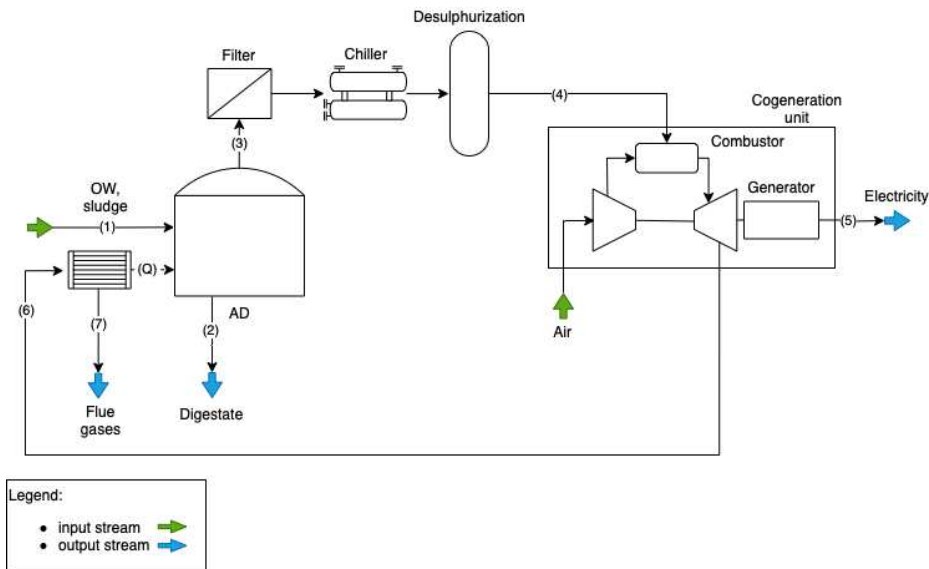 Desulphurization
Filter
Chiller
(4)
Cogeneration
unit
(3)
Combustor
OW,
sludge
Generator
Electricity
(1)
(5)
(Q)
(6)
(7)
(2)
AD
Air
Flue
gases
Digestate
Legend:
● input stream
● output stream